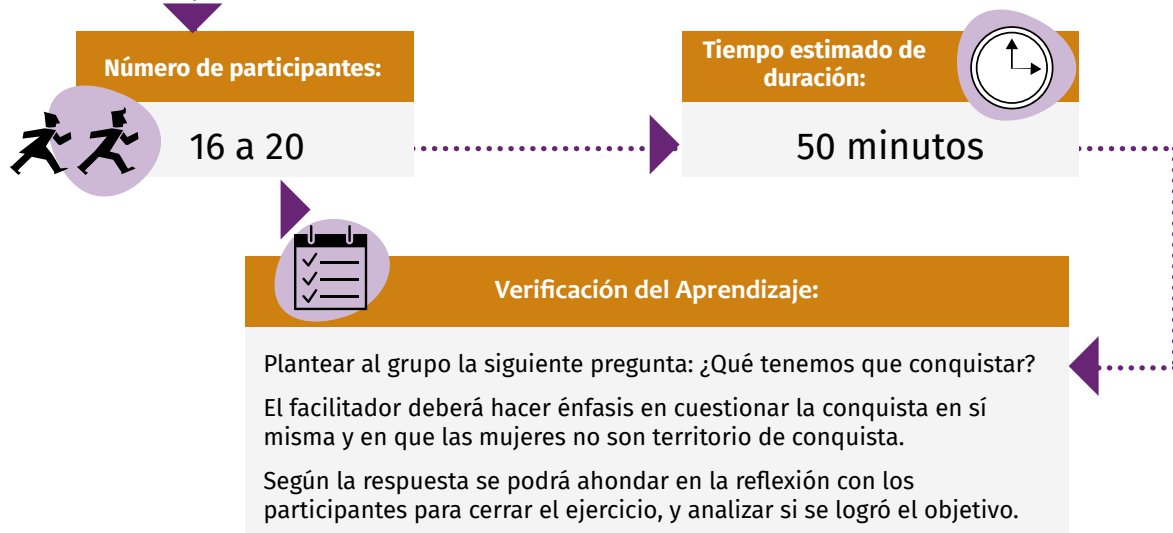 Número de participantes:
16 a 20
Tiempo estimado de
duración:
50 minutos
Verificación del Aprendizaje:
Plantear al grupo la siguiente pregunta: ¿Qué tenemos que conquistar?
El facilitador deberá hacer énfasis en cuestionar la conquista en sí
misma y en que las mujeres no son territorio de conquista.
Según la respuesta se podrá ahondar en la reflexión con los
participantes para cerrar el ejercicio, y analizar si se logró el objetivo.